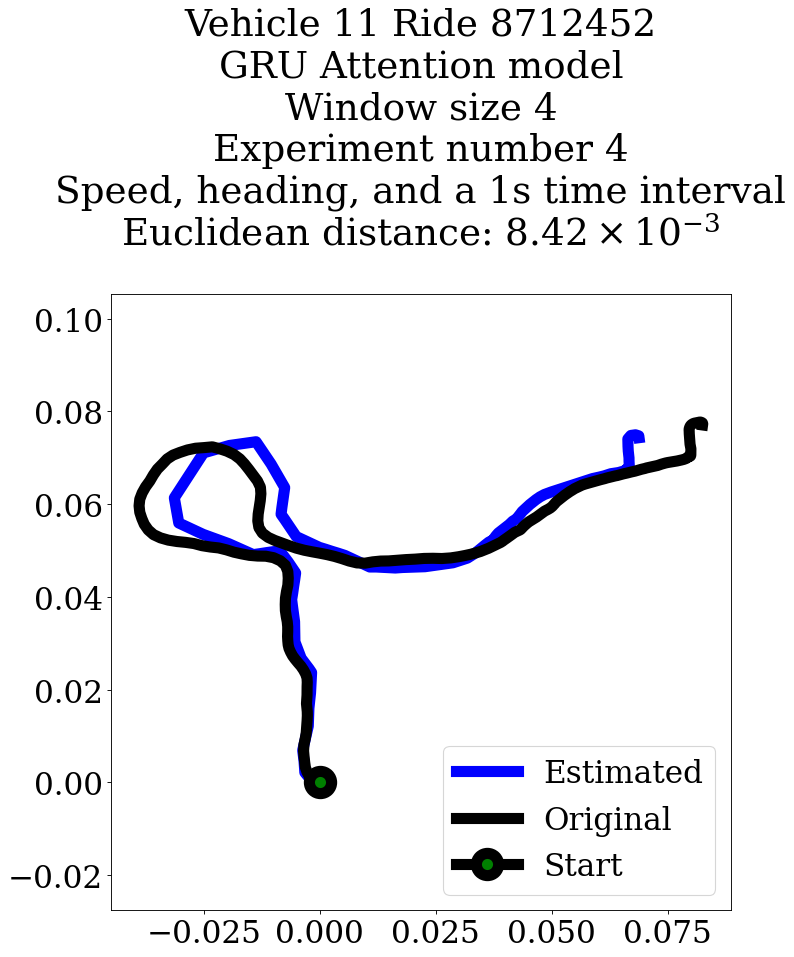 Vehicle 11 Ride 8712452
GRU Attention model
Window size 4
Experiment number 4
Speed, heading, and a 1s time interval
Euclidean distance: 8.42 × 10⁻³
0.10
0.08
0.06
0.04
0.02
0.00
−0.02
Estimated
Original
Start
−0.025 0.000 0.025 0.050 0.075